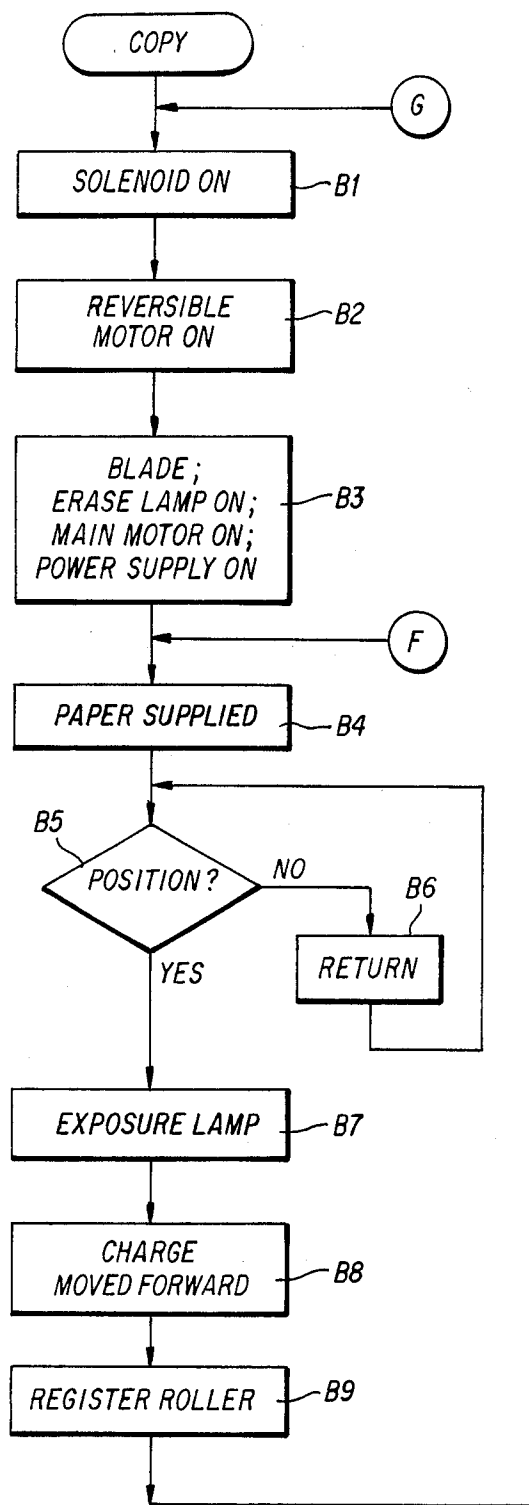 COPY
G
SOLENOID ON
B1
REVERSIBLE
MOTOR ON
B2
BLADE;
ERASE LAMP ON;
MAIN MOTOR ON;
POWER SUPPLY ON
B3
F
PAPER SUPPLIED
B4
B5
POSITION?
NO
B6
RETURN
YES
EXPOSURE LAMP
B7
CHARGE
MOVED FORWARD
B8
REGISTER ROLLER
B9